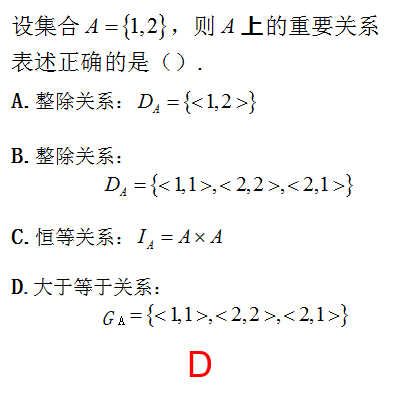 设集合 A = {1,2}，则 A 上的重要关系
表述正确的是（）.
A. 整除关系：D_A = {<1,2>}
B. 整除关系：
D_A = {<1,1>,<2,2>,<2,1>}
C. 恒等关系：I_A = A × A
D. 大于等于关系：
G_A = {<1,1>,<2,2>,<2,1>}
D